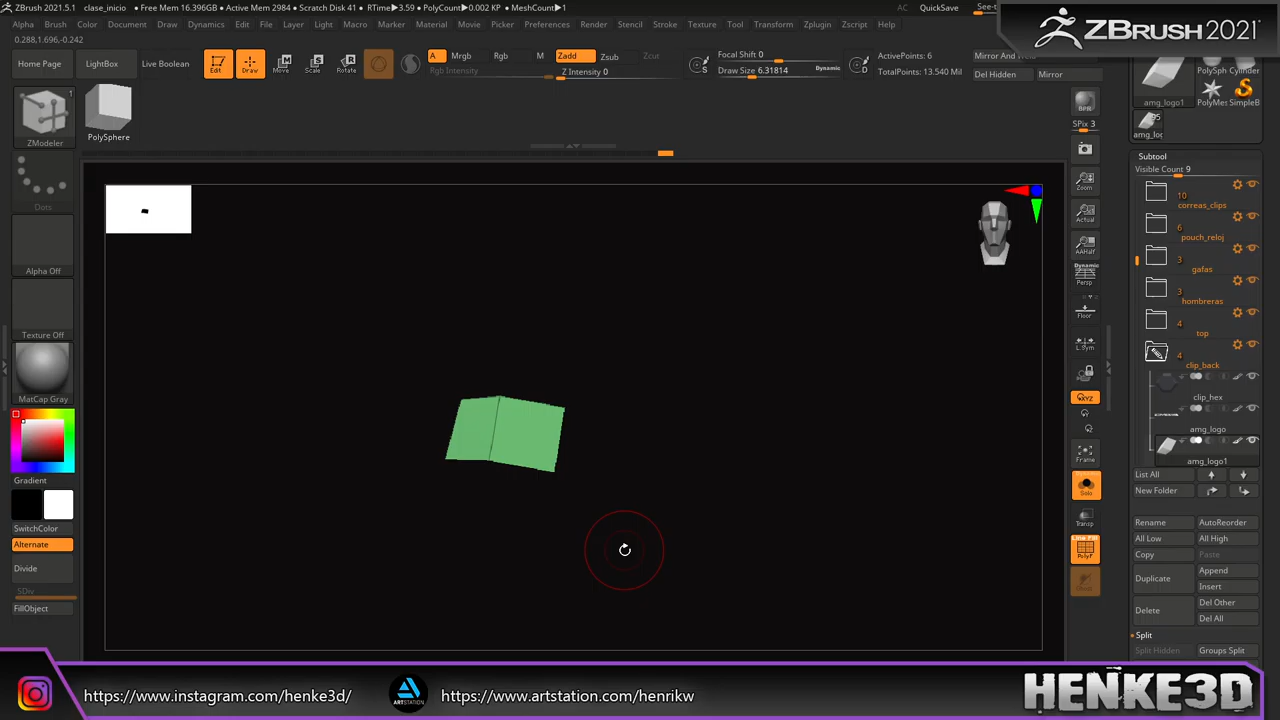 ZBrush 2021.5.1 clase_inicio • Free Mem 16.396GB • Active Mem 2984 • Scratch Disk 41 • RTime▶3.59 • PolyCount▶0.002 KP • MeshCount▶1 AC QuickSave
ZBRUSH 2021
Alpha Brush Color Document Draw Dynamics Edit File Layer Light Macro Marker Material Movie Picker Preferences Render Stencil Stroke Texture Tool Transform Zplugin Zscript Help
0.288,1.696,-0.242
Home Page LightBox Live Boolean
Edit Draw Move Scale Rotate
A Mrgb Rgb M Zadd Zsub Zcut
Rgb Intensity Z Intensity 0
Focal Shift 0
Draw Size 6.31814 Dynamic
S D
ActivePoints: 6
TotalPoints: 13.540 Mil
Del Hidden Mirror
1
ZModeler
PolySphere
Dots
Alpha Off
Texture Off
MatCap Gray
Gradient
SwitchColor
Alternate
Divide
SDiv
FillObject
BPR
SPix 3
Zoom
Actual
AAHalf
Dynamic
Persp
Floor
L.Sym
XYZ
Frame
Solo
Transp
Line Fill
PolyF
amg_logo1
Cylinder
SimpleB
Subtool
Visible Count 9
10
correas_clips
6
pouch_reloj
3
gafas
3
hombreras
4
top
4
clip_back
clip_hex
amg_logo
amg_logo1
List All
New Folder
Rename AutoReorder
All Low All High
Copy Paste
Duplicate Append
Insert
Delete Del Other
Del All
Split
Split Hidden Groups Split
https://www.instagram.com/henke3d/
ARTSTATION
https://www.artstation.com/henrikw
HENKE3D